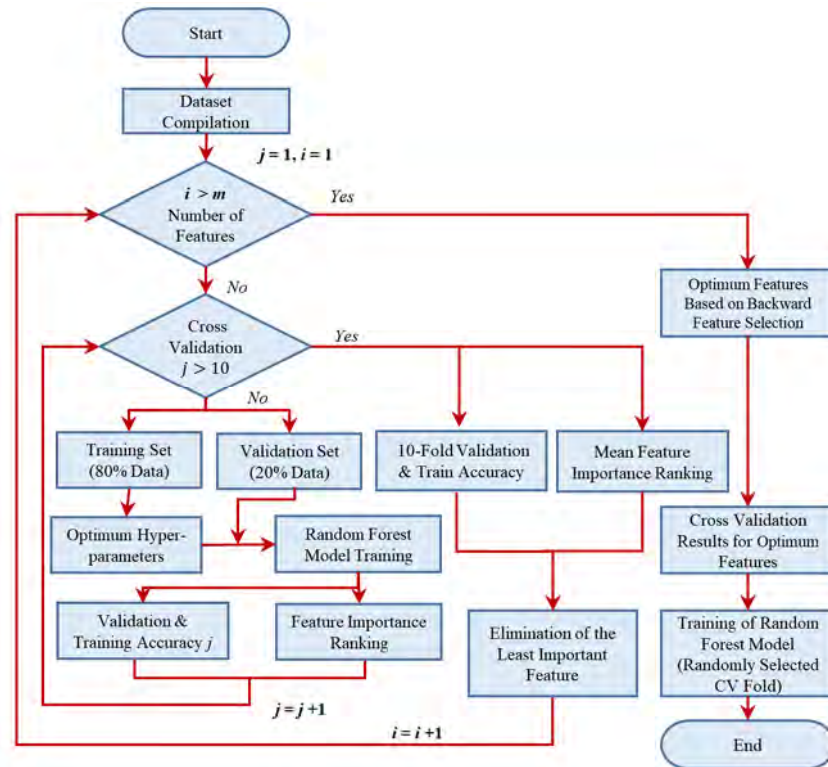 Start
Dataset
Compilation
j = 1, i = 1
i > m
Number of
Features
Yes
No
Optimum Features
Based on Backward
Feature Selection
Cross
Validation
j > 10
Yes
No
Training Set
(80% Data)
Validation Set
(20% Data)
10-Fold Validation
& Train Accuracy
Mean Feature
Importance Ranking
Optimum Hyper-
parameters
Random Forest
Model Training
Cross Validation
Results for Optimum
Features
Validation &
Training Accuracy j
Feature Importance
Ranking
Elimination of the
Least Important
Feature
Training of Random
Forest Model
(Randomly Selected
CV Fold)
j = j +1
i = i +1
End